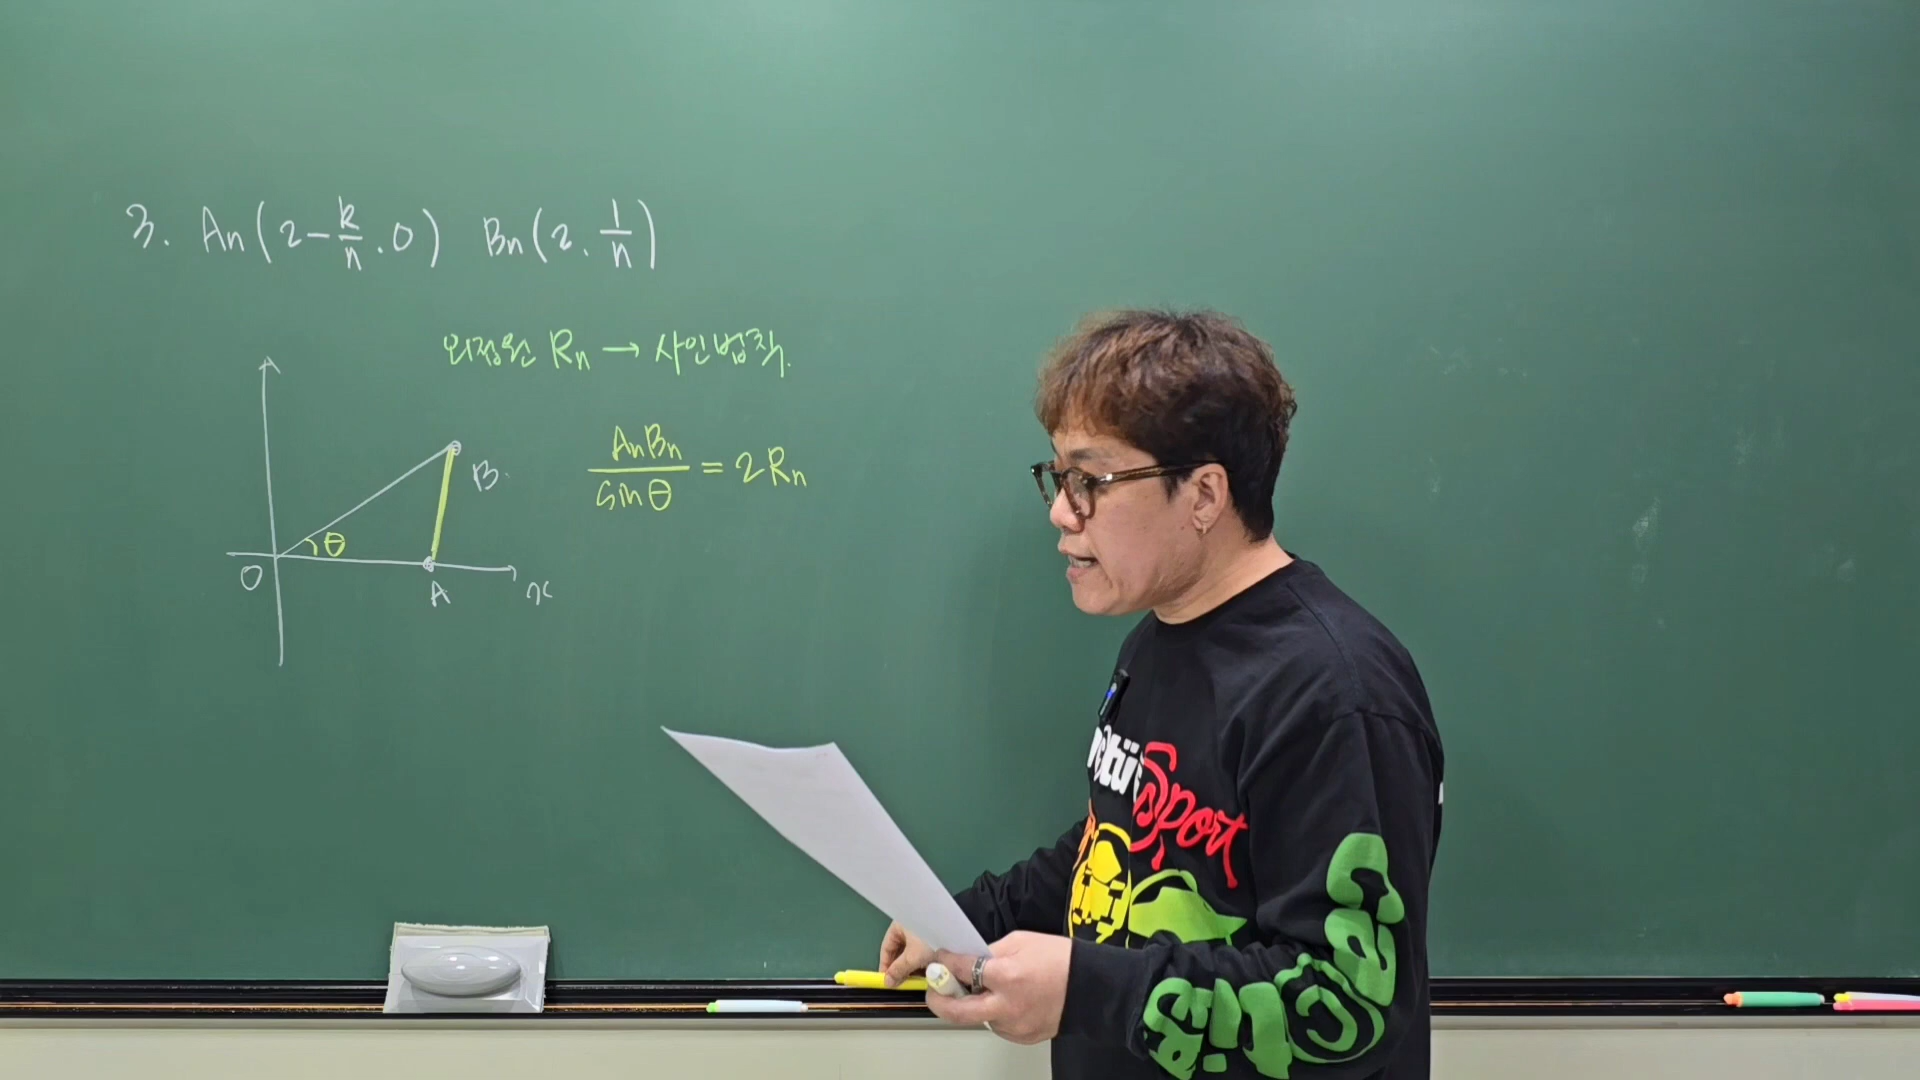 3. An(2-k/n, 0) Bn(2, 1/n)
외접원 Rn → 사인법칙.
AnBn/sinθ = 2Rn
B
θ
O
A
x
Sport